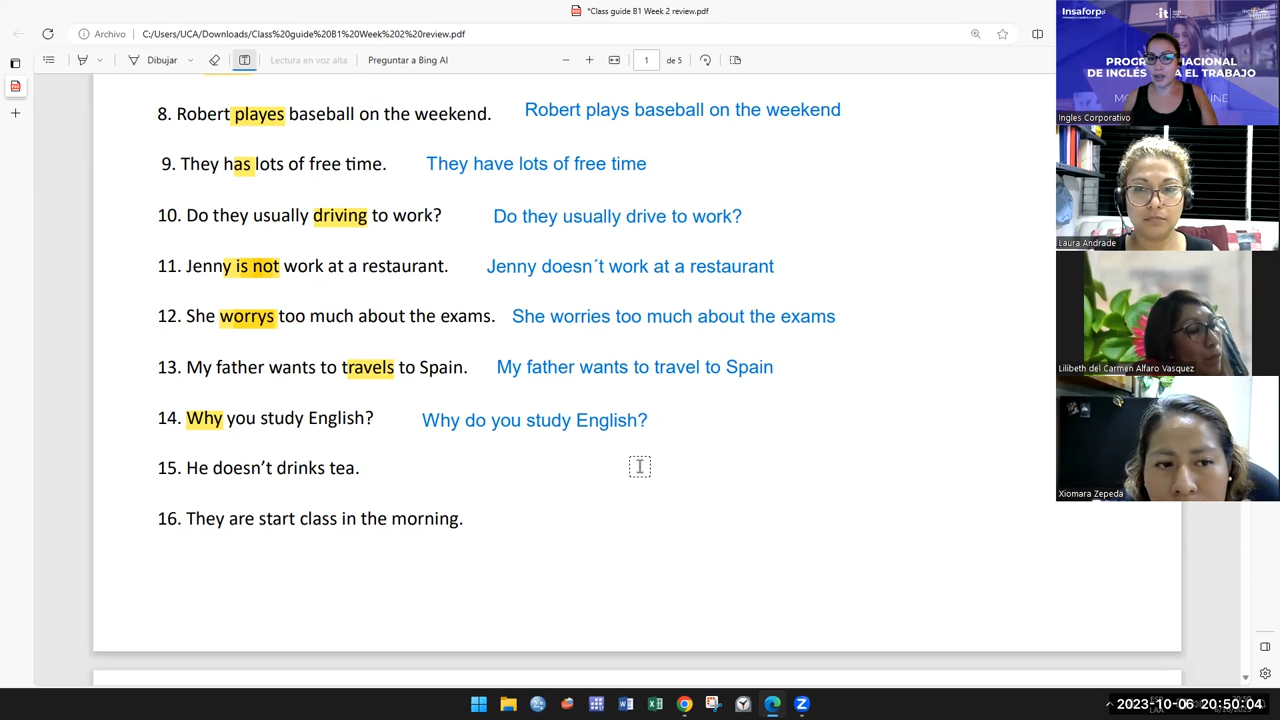 *Class guide B1 Week 2 review.pdf
Archivo C:/Users/UCA/Downloads/Class%20guide%20B1%20Week%202%20review.pdf
Dibujar Lectura en voz alta Preguntar a Bing AI 1 de 5
8. Robert playes baseball on the weekend. Robert plays baseball on the weekend
9. They has lots of free time. They have lots of free time
10. Do they usually driving to work? Do they usually drive to work?
11. Jenny is not work at a restaurant. Jenny doesn´t work at a restaurant
12. She worrys too much about the exams. She worries too much about the exams
13. My father wants to travels to Spain. My father wants to travel to Spain
14. Why you study English? Why do you study English?
15. He doesn’t drinks tea.
16. They are start class in the morning.
Insaforp
Ingles Corporativo
Laura Andrade
Lilibeth del Carmen Alfaro Vasquez
Xiomara Zepeda
2023-10-06 20:50:04